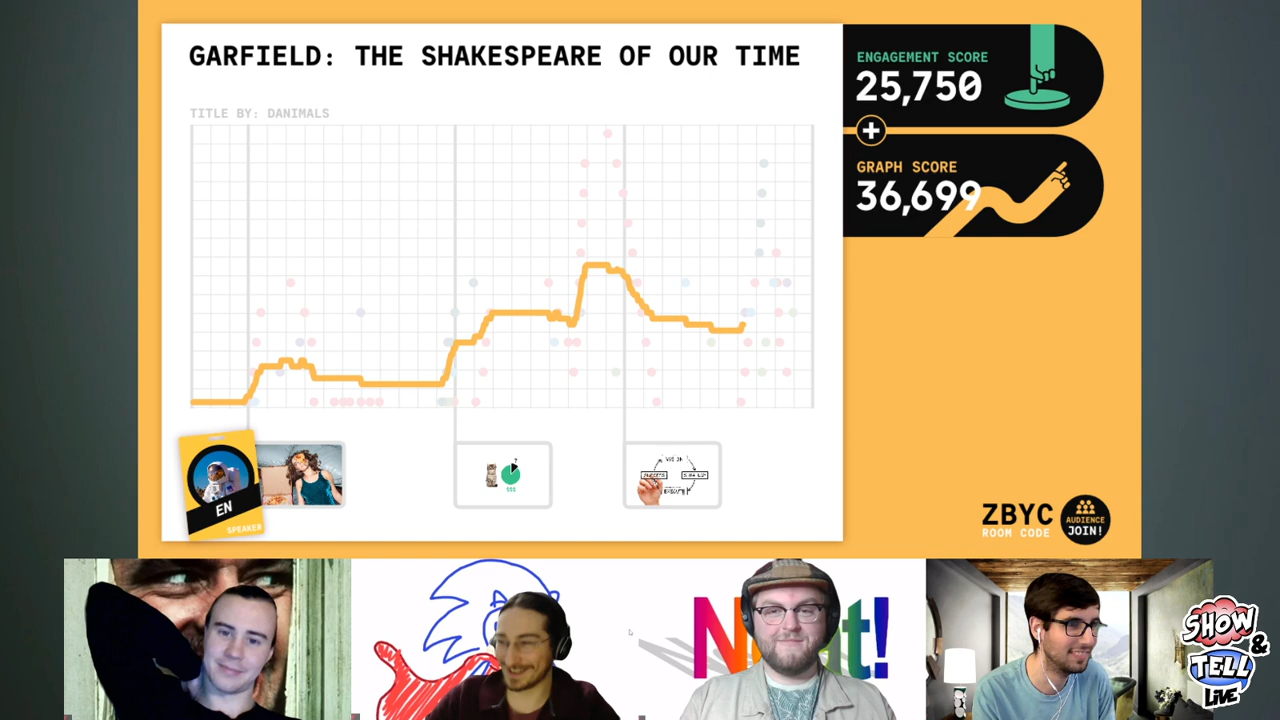 GARFIELD: THE SHAKESPEARE OF OUR TIME
TITLE BY: DANIMALS
ENGAGEMENT SCORE
25,750
+
GRAPH SCORE
36,699
EN
SPEAKER
?
$$$
ZBYC
ROOM CODE
AUDIENCE
JOIN!
SHOW
&
TELL
LIVE